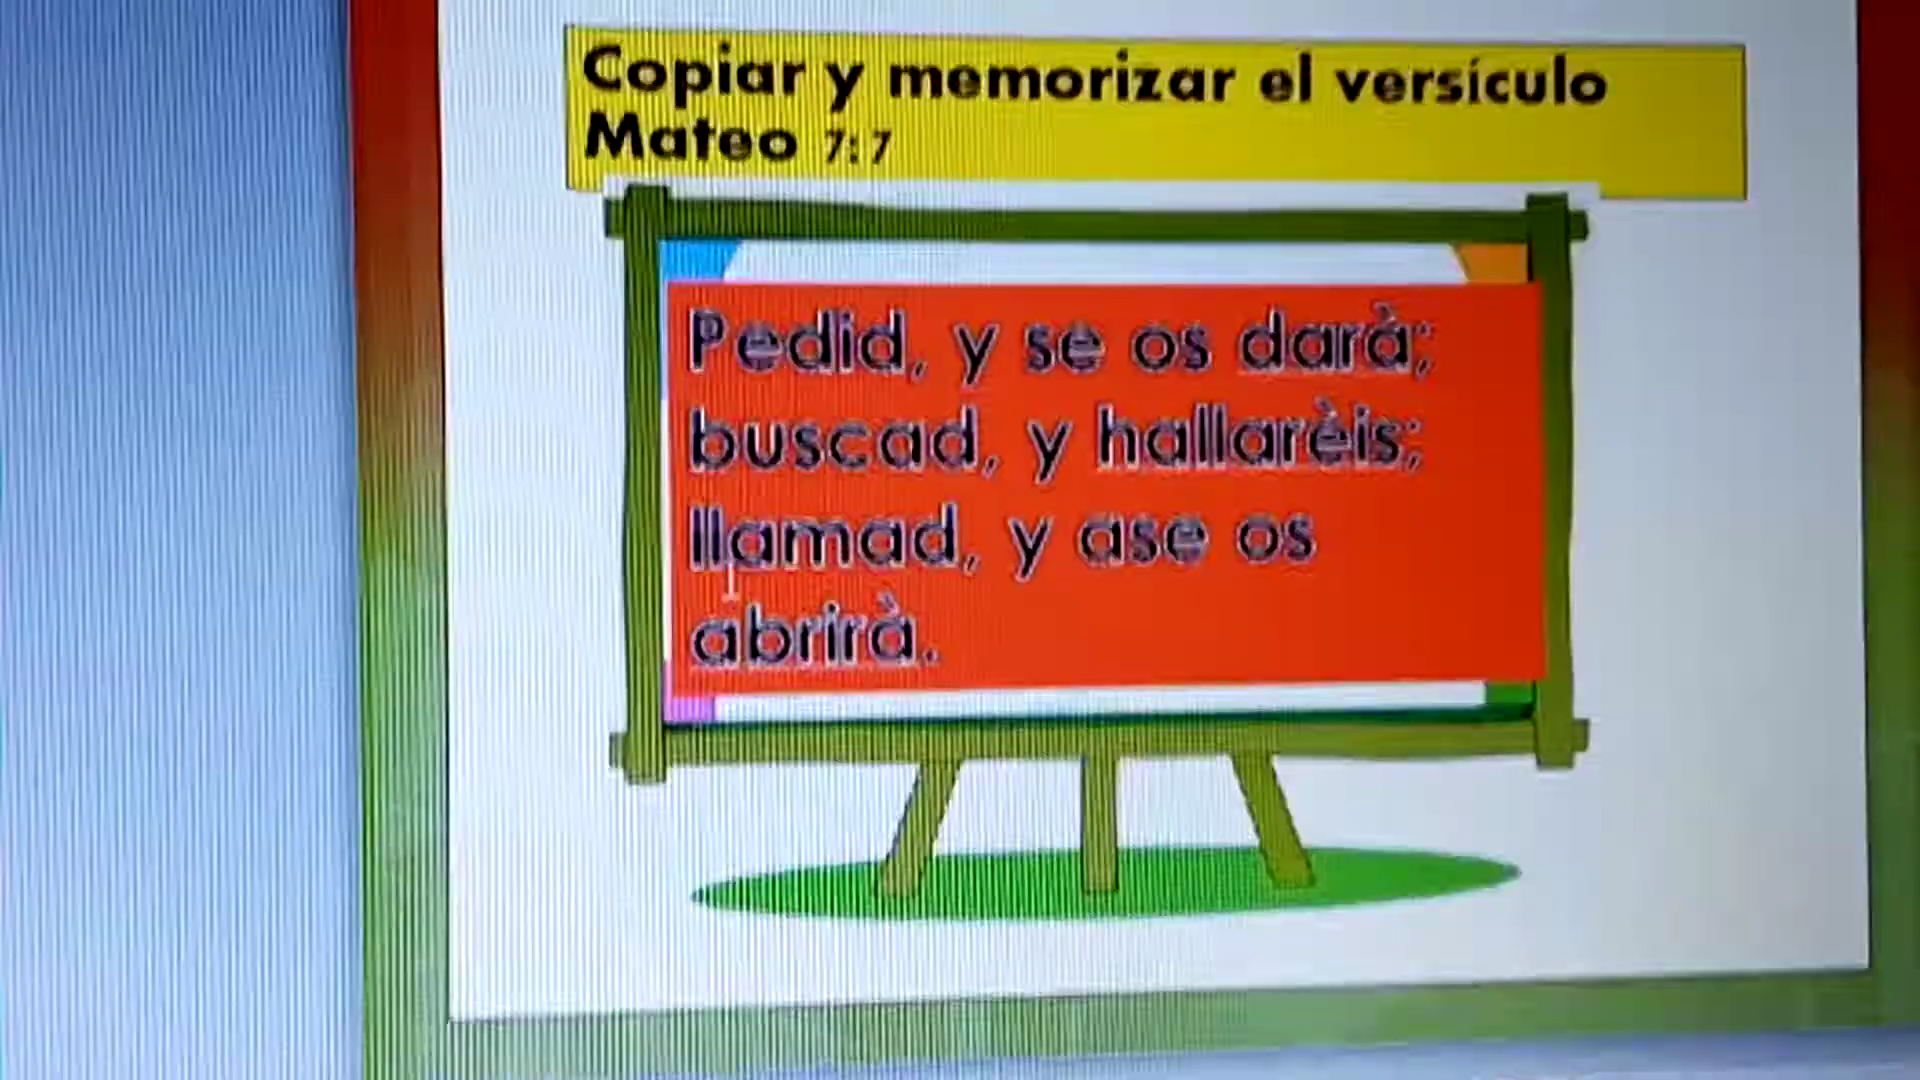 Copiar y memorizar el versículo
Mateo 7:7
Pedid, y se os darà;
buscad, y hallarèis;
llamad, y ase os
abrirà.